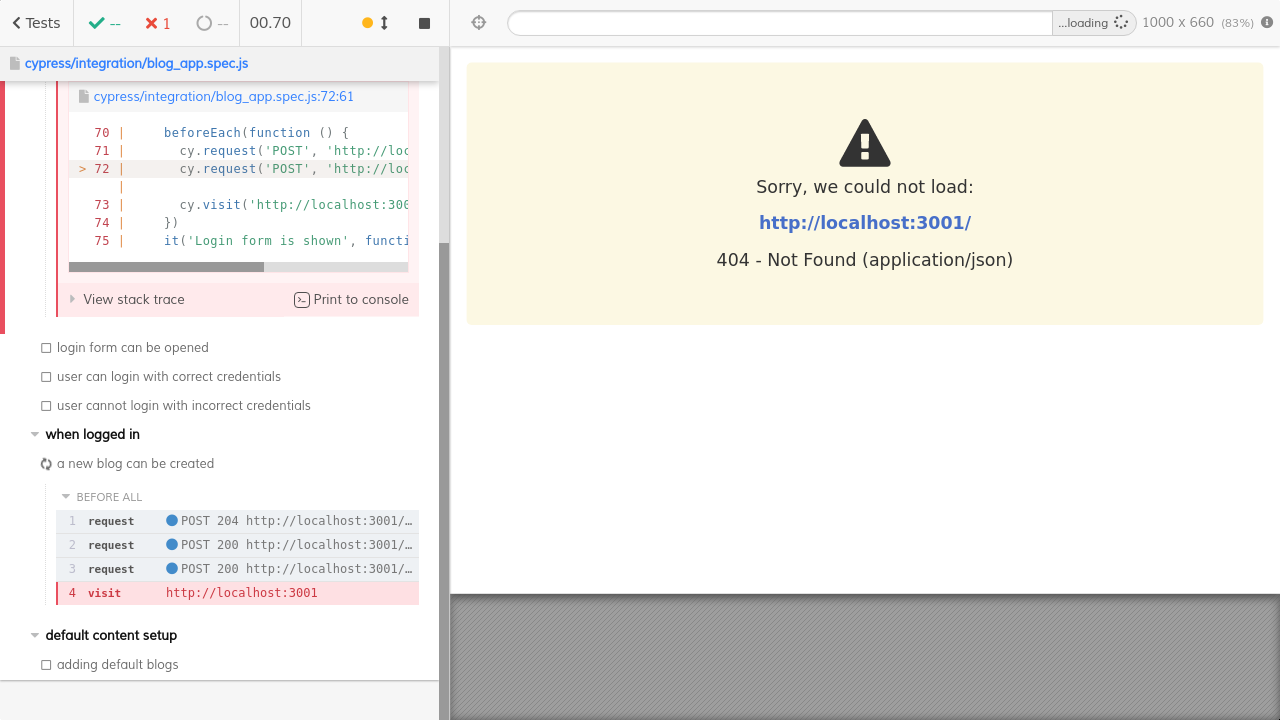 Tests
--
1
--
00.70
...loading
1000 x 660 (83%)
cypress/integration/blog_app.spec.js
cypress/integration/blog_app.spec.js:72:61
70 | beforeEach(function () {
71 | cy.request('POST', 'http://loc
> 72 | cy.request('POST', 'http://loc
|
73 | cy.visit('http://localhost:300
74 | })
75 | it('Login form is shown', functi
View stack trace
Print to console
login form can be opened
user can login with correct credentials
user cannot login with incorrect credentials
when logged in
a new blog can be created
BEFORE ALL
1 request POST 204 http://localhost:3001/…
2 request POST 200 http://localhost:3001/…
3 request POST 200 http://localhost:3001/…
4 visit http://localhost:3001
default content setup
adding default blogs
Sorry, we could not load:
http://localhost:3001/
404 - Not Found (application/json)